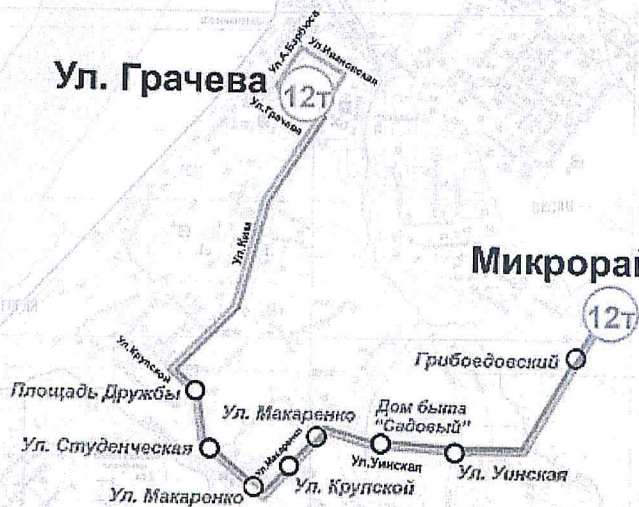 Ул.А.Барбюса
Ул.Ивановская
Ул. Грачева
12т
Ул.Грачева
Ул.Ким
Микрорай
12т
Ул.Крупской
Грибоедовский
Площадь Дружбы
Ул. Макаренко
Дом быта
"Садовый"
Ул. Студенческая
Ул.Макаренко
Ул.Уинская
Ул. Уинская
Ул. Крупской
Ул. Макаренко